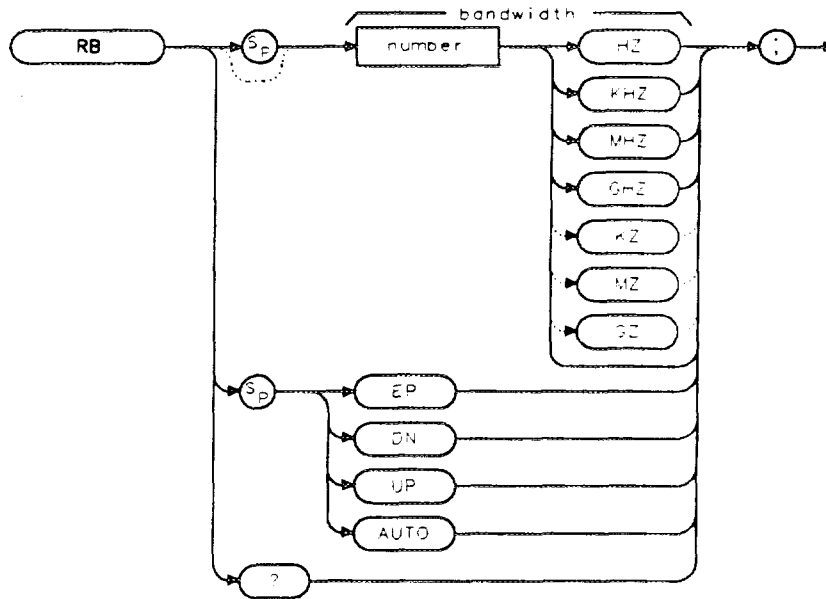 bandwidth
RB
SP
number
HZ
;
KHZ
MHZ
GHZ
KZ
MZ
GZ
SP
EP
DN
UP
AUTO
?